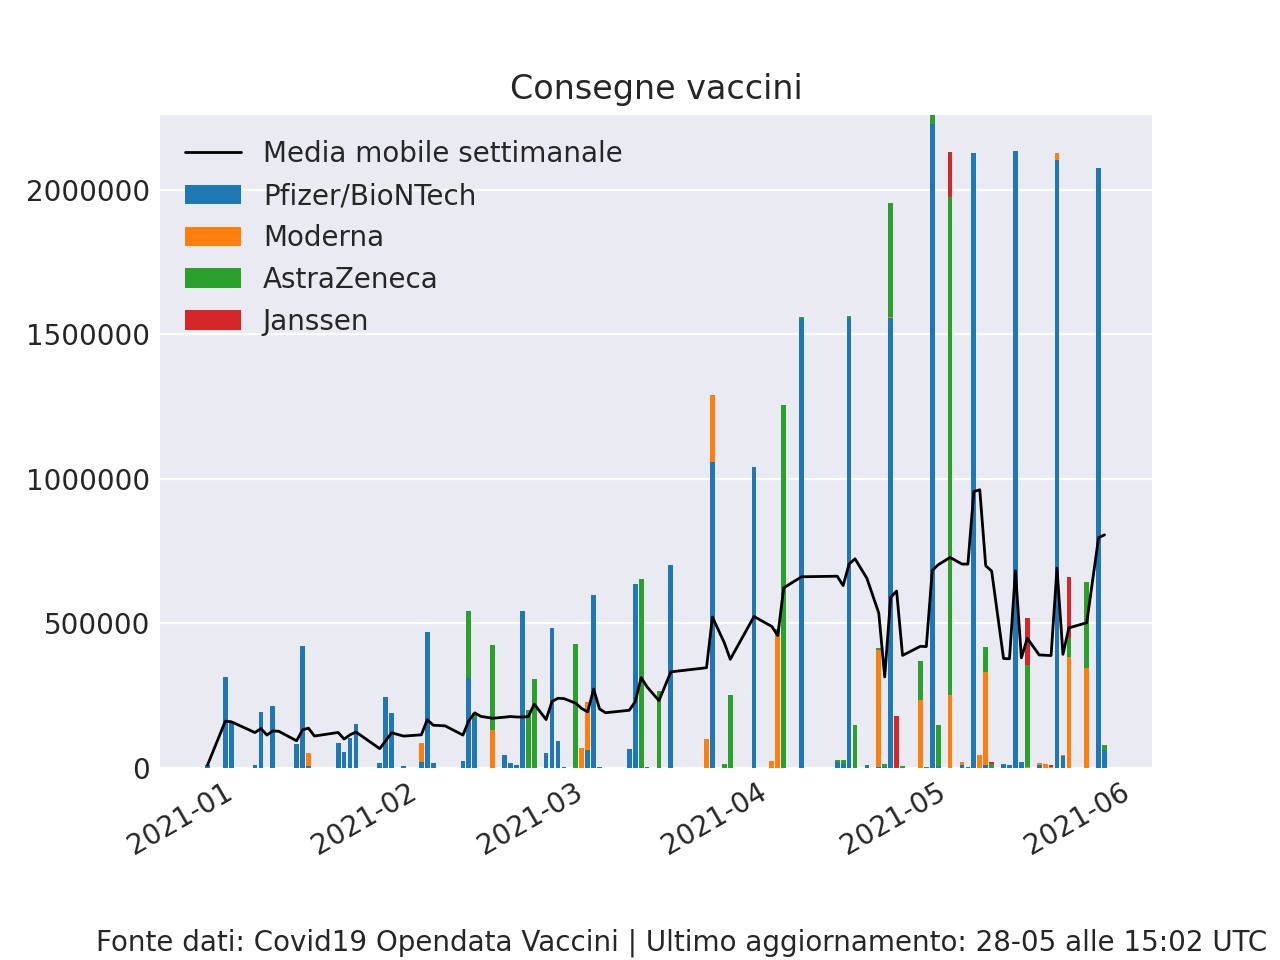 Consegne vaccini
Media mobile settimanale
Pfizer/BioNTech
Moderna
AstraZeneca
Janssen
2000000
1500000
1000000
500000
0
2021-01
2021-02
2021-03
2021-04
2021-05
2021-06
Fonte dati: Covid19 Opendata Vaccini | Ultimo aggiornamento: 28-05 alle 15:02 UTC